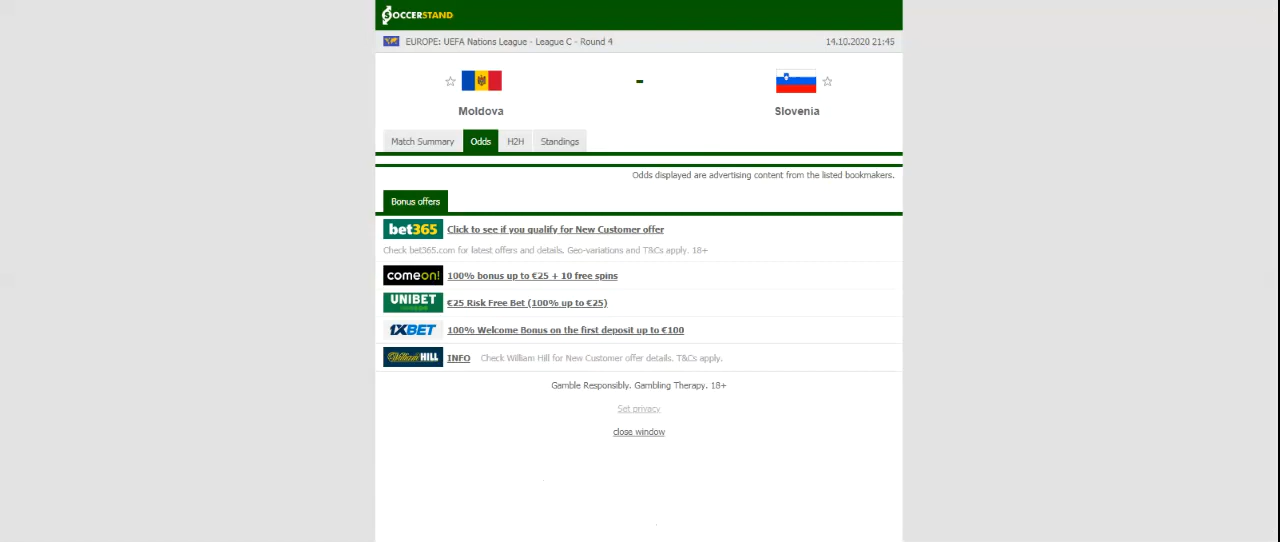 SOCCERSTAND
EUROPE: UEFA Nations League - League C - Round 4 14.10.2020 21:45
-
Moldova Slovenia
Match Summary Odds H2H Standings
Odds displayed are advertising content from the listed bookmakers.
Bonus offers
bet365 Click to see if you qualify for New Customer offer
Check bet365.com for latest offers and details. Geo-variations and T&Cs apply. 18+
comeon! 100% bonus up to €25 + 10 free spins
UNIBET €25 Risk Free Bet (100% up to €25)
1XBET 100% Welcome Bonus on the first deposit up to €100
William HILL INFO Check William Hill for New Customer offer details. T&Cs apply.
Gamble Responsibly. Gambling Therapy. 18+
Set privacy
close window